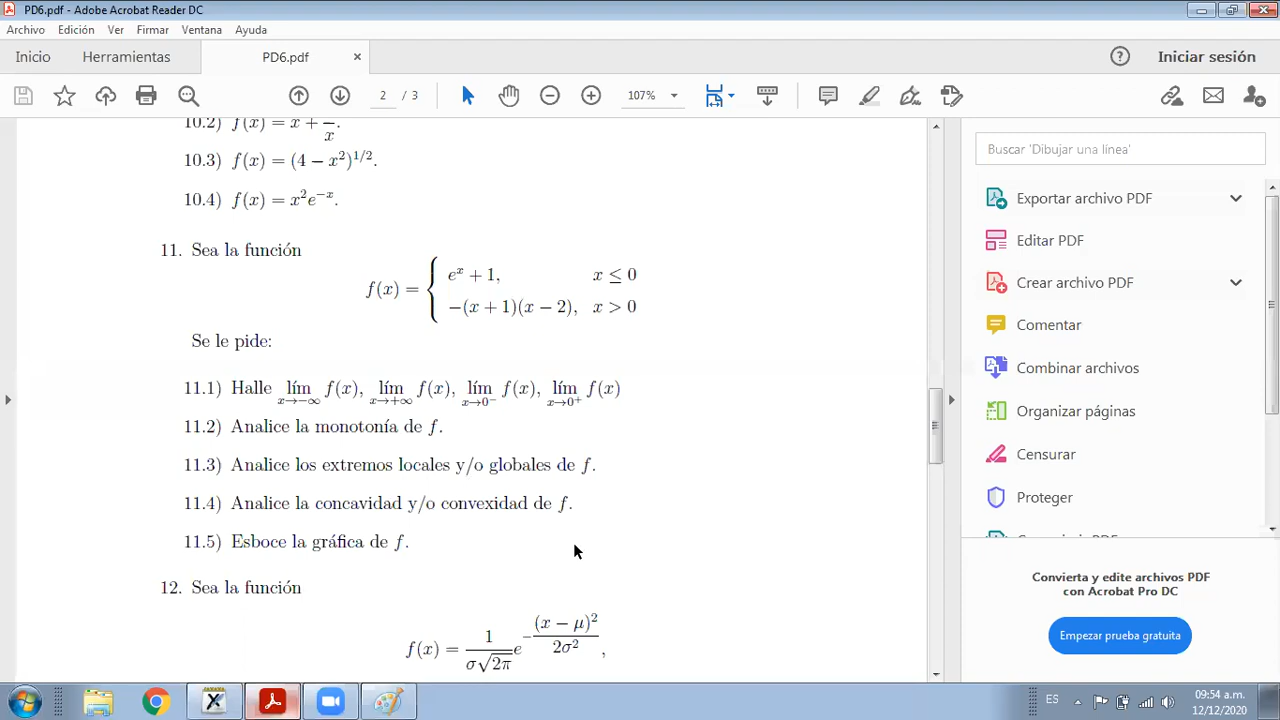 PD6.pdf - Adobe Acrobat Reader DC
Archivo Edición Ver Firmar Ventana Ayuda
Inicio Herramientas PD6.pdf × Iniciar sesión
2 / 3 107%
10.2) f(x) = x + /x.
10.3) f(x) = (4 − x²)^{1/2}.
10.4) f(x) = x²e^{−x}.
11. Sea la función
f(x) = { e^x + 1, x ≤ 0
−(x + 1)(x − 2), x > 0
Se le pide:
11.1) Halle lím_{x→−∞} f(x), lím_{x→+∞} f(x), lím_{x→0⁻} f(x), lím_{x→0⁺} f(x)
11.2) Analice la monotonía de f.
11.3) Analice los extremos locales y/o globales de f.
11.4) Analice la concavidad y/o convexidad de f.
11.5) Esboce la gráfica de f.
12. Sea la función
f(x) = 1/(σ√2π) e^{−(x − μ)²/2σ²},
Buscar 'Dibujar una línea'
Exportar archivo PDF
Editar PDF
Crear archivo PDF
Comentar
Combinar archivos
Organizar páginas
Censurar
Proteger
Convierta y edite archivos PDF
con Acrobat Pro DC
Empezar prueba gratuita
ES 09:54 a.m.
12/12/2020